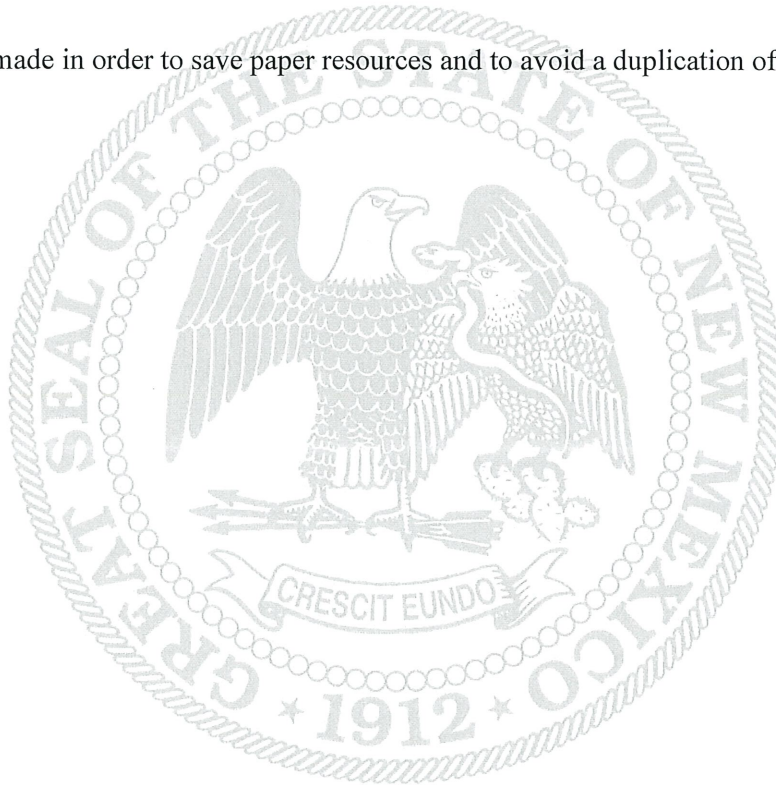 made in order to save paper resources and to avoid a duplication of
GREAT SEAL OF THE STATE OF NEW MEXICO
CRESCIT EUNDO
1912